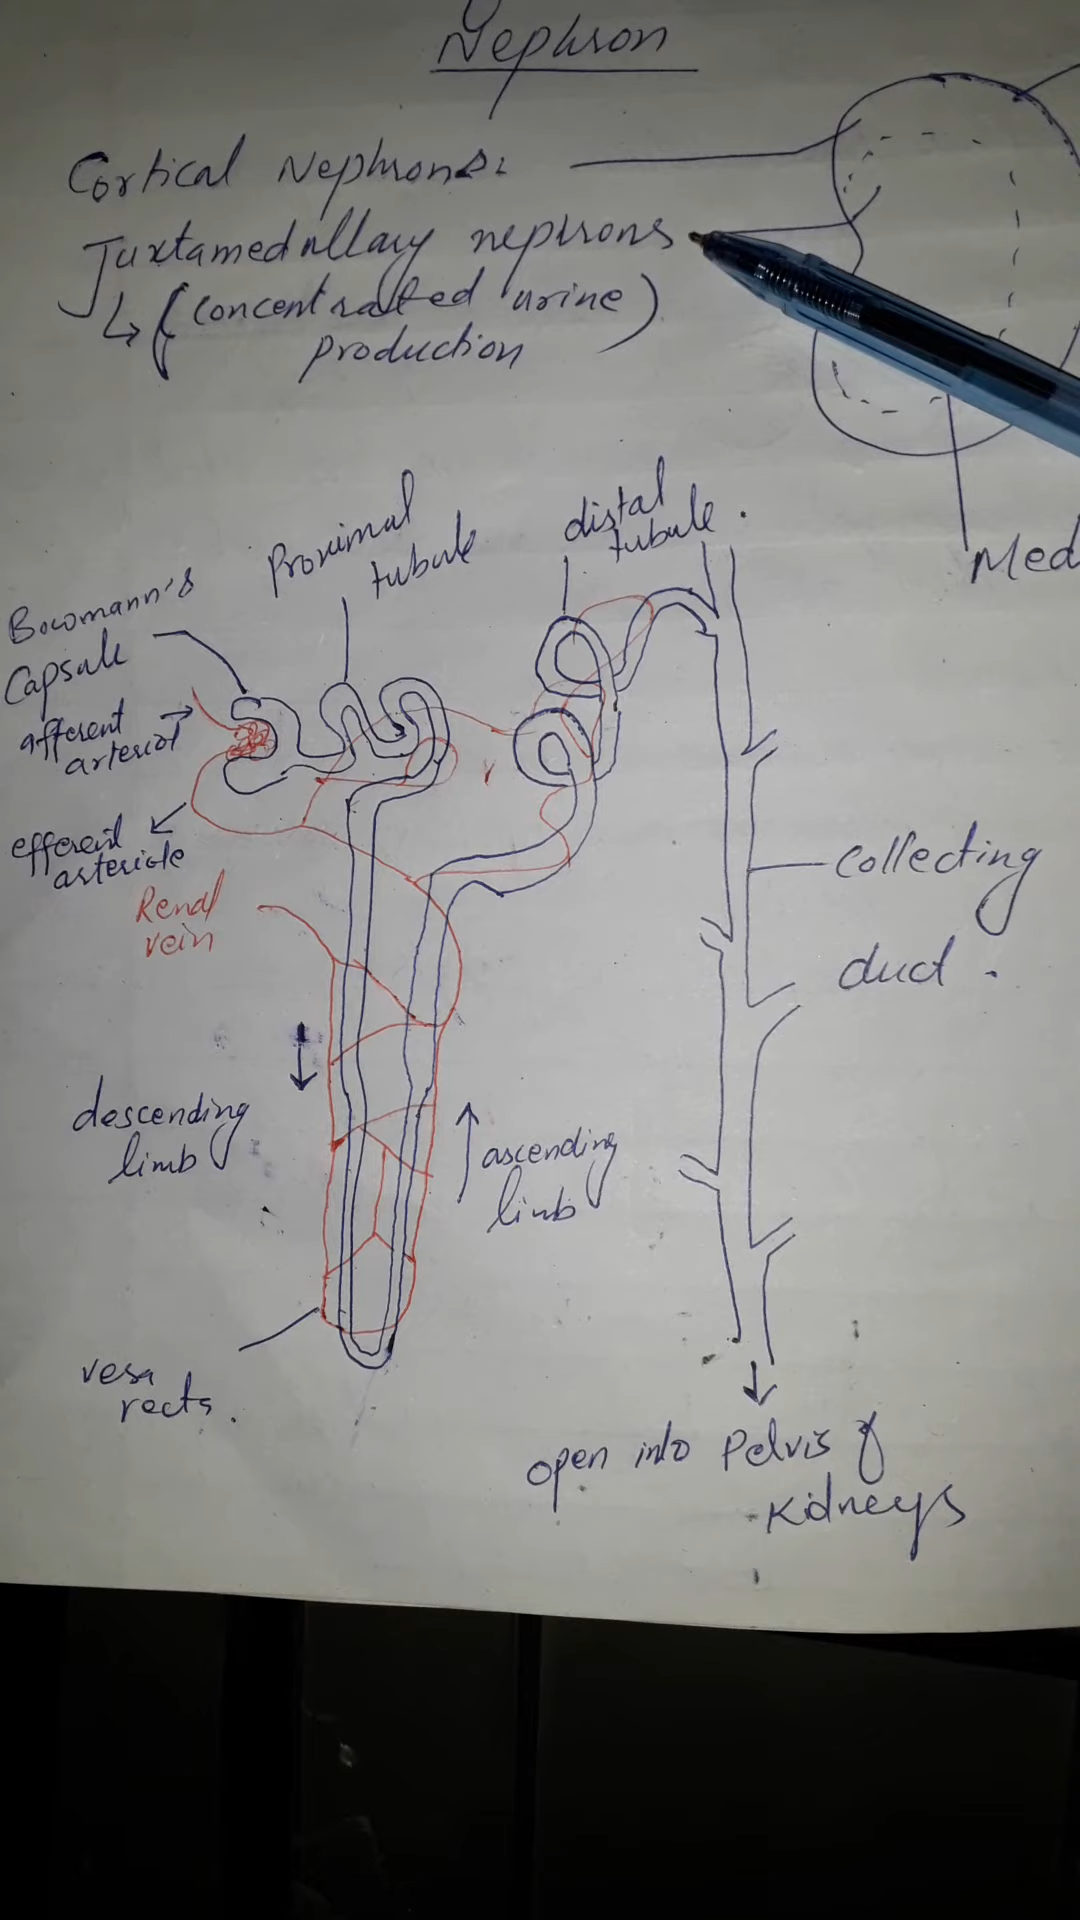 Nephron
Cortical Nephrons:
Juxtamedullary nephrons
(concentrated urine)
production
Med
Proximal
tubule
distal
tubule.
Bowmann's
Capsule
afferent
arteriol
efferent
arteriole
Renal
vein
collecting
duct.
descending
limb
ascending
limb
vesa
recta.
open into Pelvis of
Kidneys